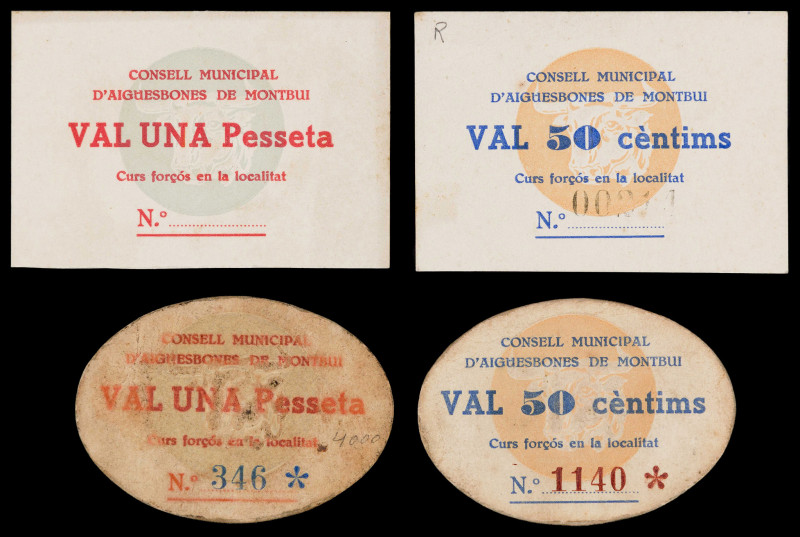 CONSELL MUNICIPAL
D'AIGUESBONES DE MONTBUI
VAL UNA Pesseta
Curs forçós en la localitat
N.º
R
CONSELL MUNICIPAL
D'AIGUESBONES DE MONTBUI
VAL 50 cèntims
Curs forçós en la localitat
N.º
CONSELL MUNICIPAL
D'AIGUESBONES DE MONTBUI
VAL UNA Pesseta
Curs forçós en la localitat
4000
N.º 346 *
CONSELL MUNICIPAL
D'AIGUESBONES DE MONTBUI
VAL 50 cèntims
Curs forçós en la localitat
N.º 1140 *